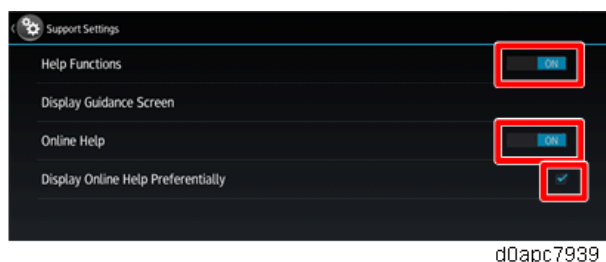 Support Settings
Help Functions ON
Display Guidance Screen
Online Help ON
Display Online Help Preferentially
d0apc7939